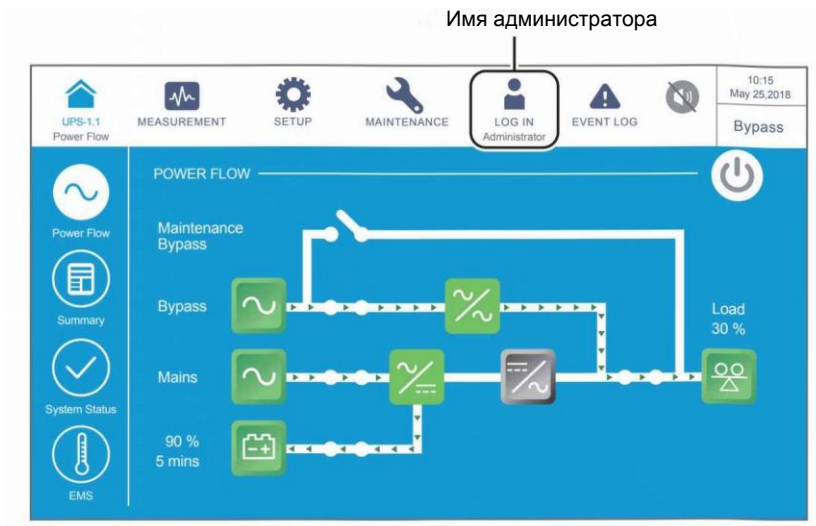 Имя администратора
10:15
May 25,2018
UPS-1.1
Power Flow
MEASUREMENT
SETUP
MAINTENANCE
LOG IN
Administrator
EVENT LOG
Bypass
POWER FLOW
Power Flow
Maintenance
Bypass
Summary
Bypass
Load
30 %
Mains
System Status
90 %
5 mins
EMS